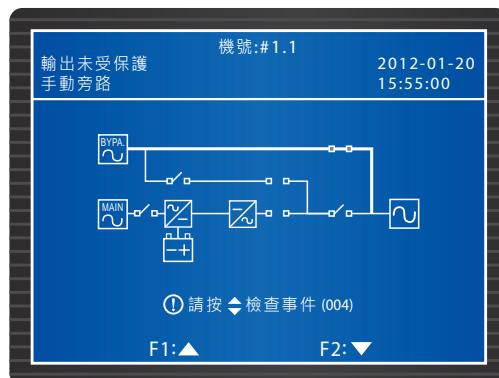 機號:#1.1
輸出未受保護
2012-01-20
手動旁路
15:55:00
BYPA.
MAIN
請按檢查事件 (004)
F1:
F2: